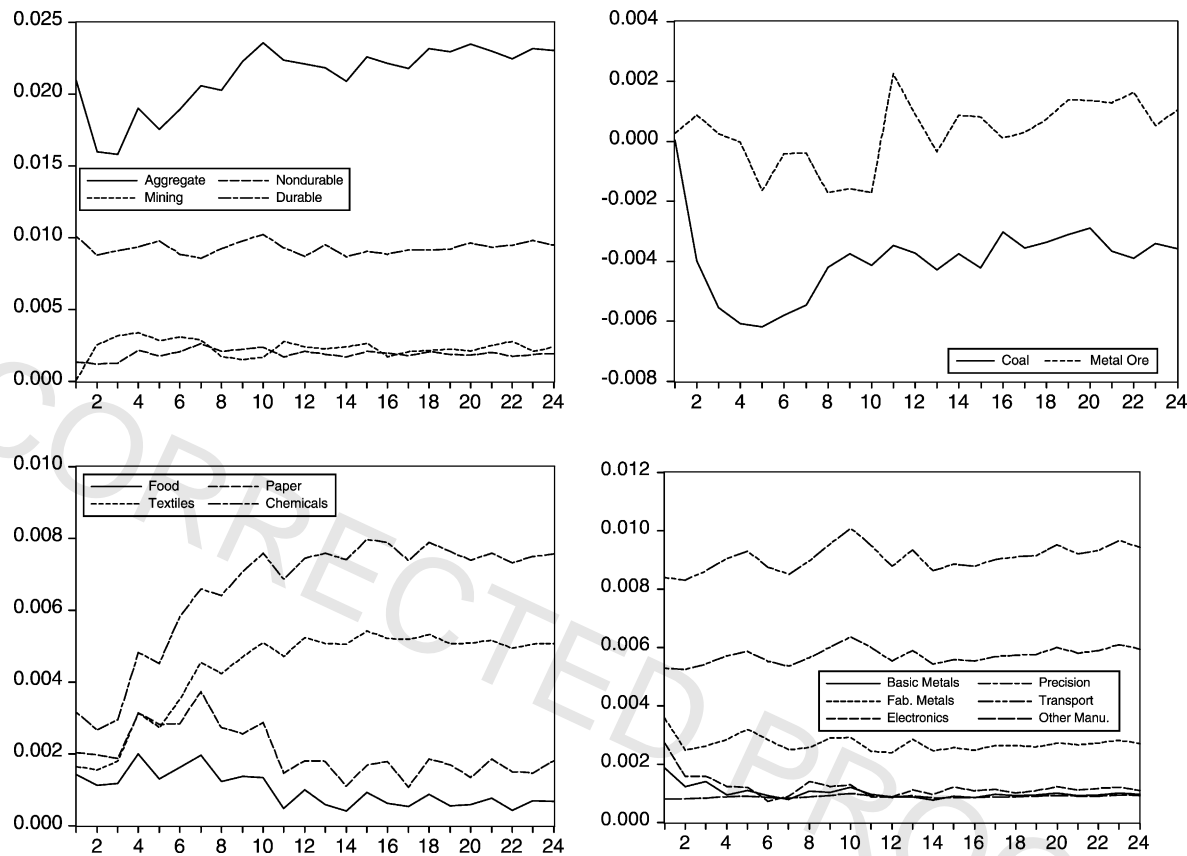 0.025
0.020
0.015
0.010
0.005
0.000
Aggregate Nondurable
Mining Durable
2 4 6 8 10 12 14 16 18 20 22 24
0.004
0.002
0.000
-0.002
-0.004
-0.006
-0.008
Coal Metal Ore
2 4 6 8 10 12 14 16 18 20 22 24
0.010
0.008
0.006
0.004
0.002
0.000
Food Paper
Textiles Chemicals
2 4 6 8 10 12 14 16 18 20 22 24
0.012
0.010
0.008
0.006
0.004
0.002
0.000
Basic Metals Precision
Fab. Metals Transport
Electronics Other Manu.
2 4 6 8 10 12 14 16 18 20 22 24
CORRECTED PROO